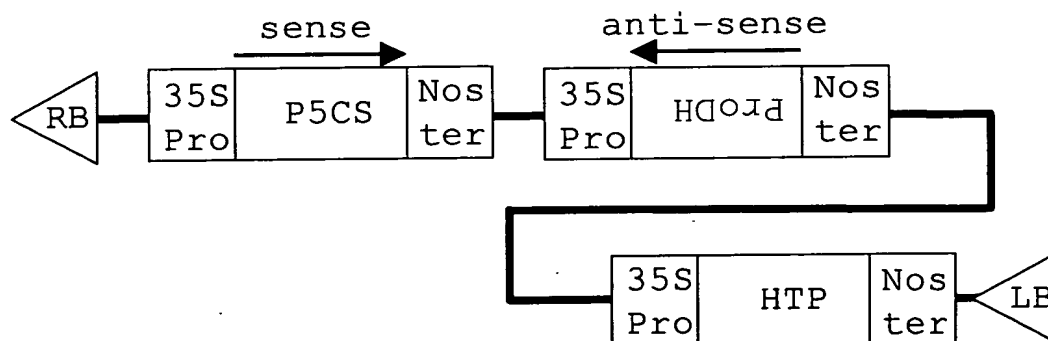 sense
anti-sense
RB
35S
Pro
P5CS
Nos
ter
35S
Pro
ProDH
Nos
ter
35S
Pro
HTP
Nos
ter
LB